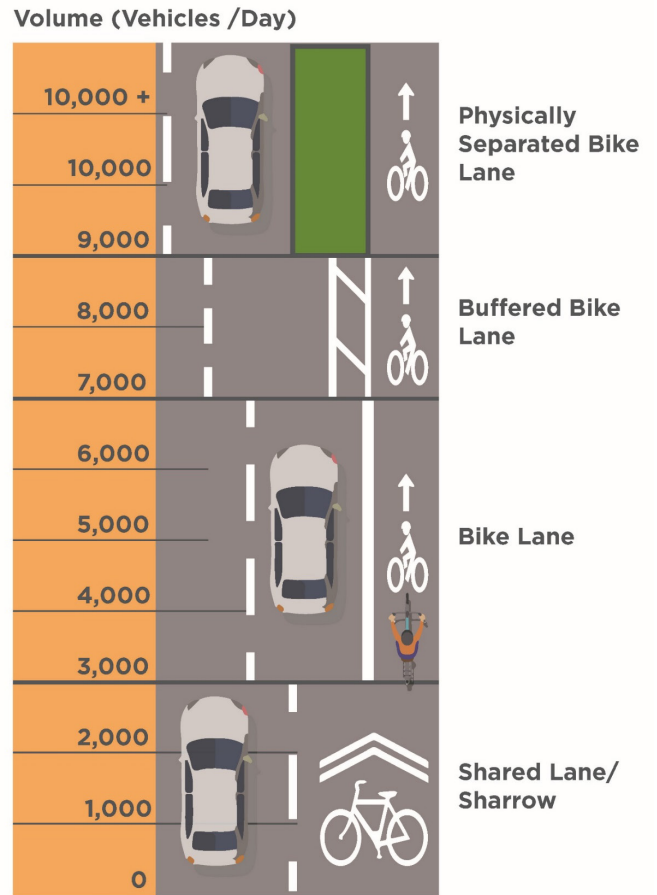 Volume (Vehicles /Day)
10,000 +
Physically
Separated Bike
Lane
10,000
9,000
8,000
Buffered Bike
Lane
7,000
6,000
5,000
Bike Lane
4,000
3,000
2,000
Shared Lane/
Sharrow
1,000
0